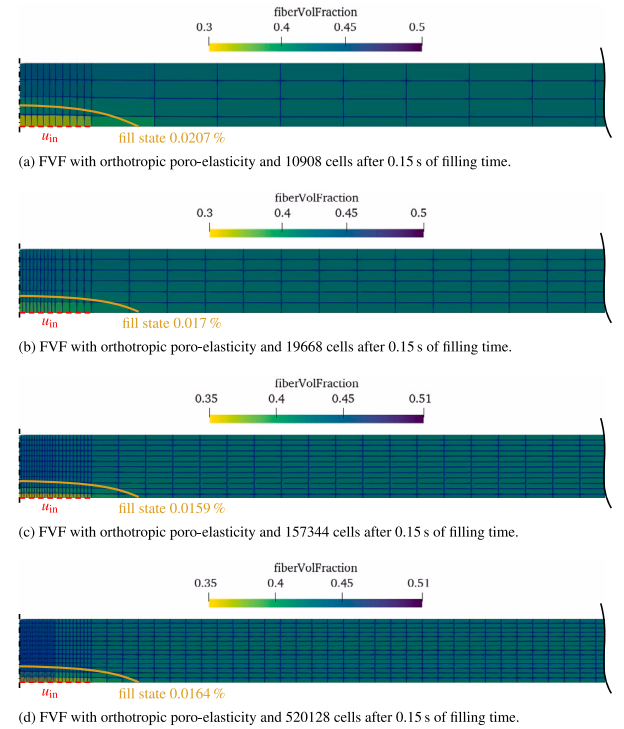 fiberVolFraction
0.3 0.4 0.45 0.5
u_in fill state 0.0207 %
(a) FVF with orthotropic poro-elasticity and 10908 cells after 0.15 s of filling time.
fiberVolFraction
0.3 0.4 0.45 0.5
u_in fill state 0.017 %
(b) FVF with orthotropic poro-elasticity and 19668 cells after 0.15 s of filling time.
fiberVolFraction
0.35 0.4 0.45 0.51
u_in fill state 0.0159 %
(c) FVF with orthotropic poro-elasticity and 157344 cells after 0.15 s of filling time.
fiberVolFraction
0.35 0.4 0.45 0.51
u_in fill state 0.0164 %
(d) FVF with orthotropic poro-elasticity and 520128 cells after 0.15 s of filling time.